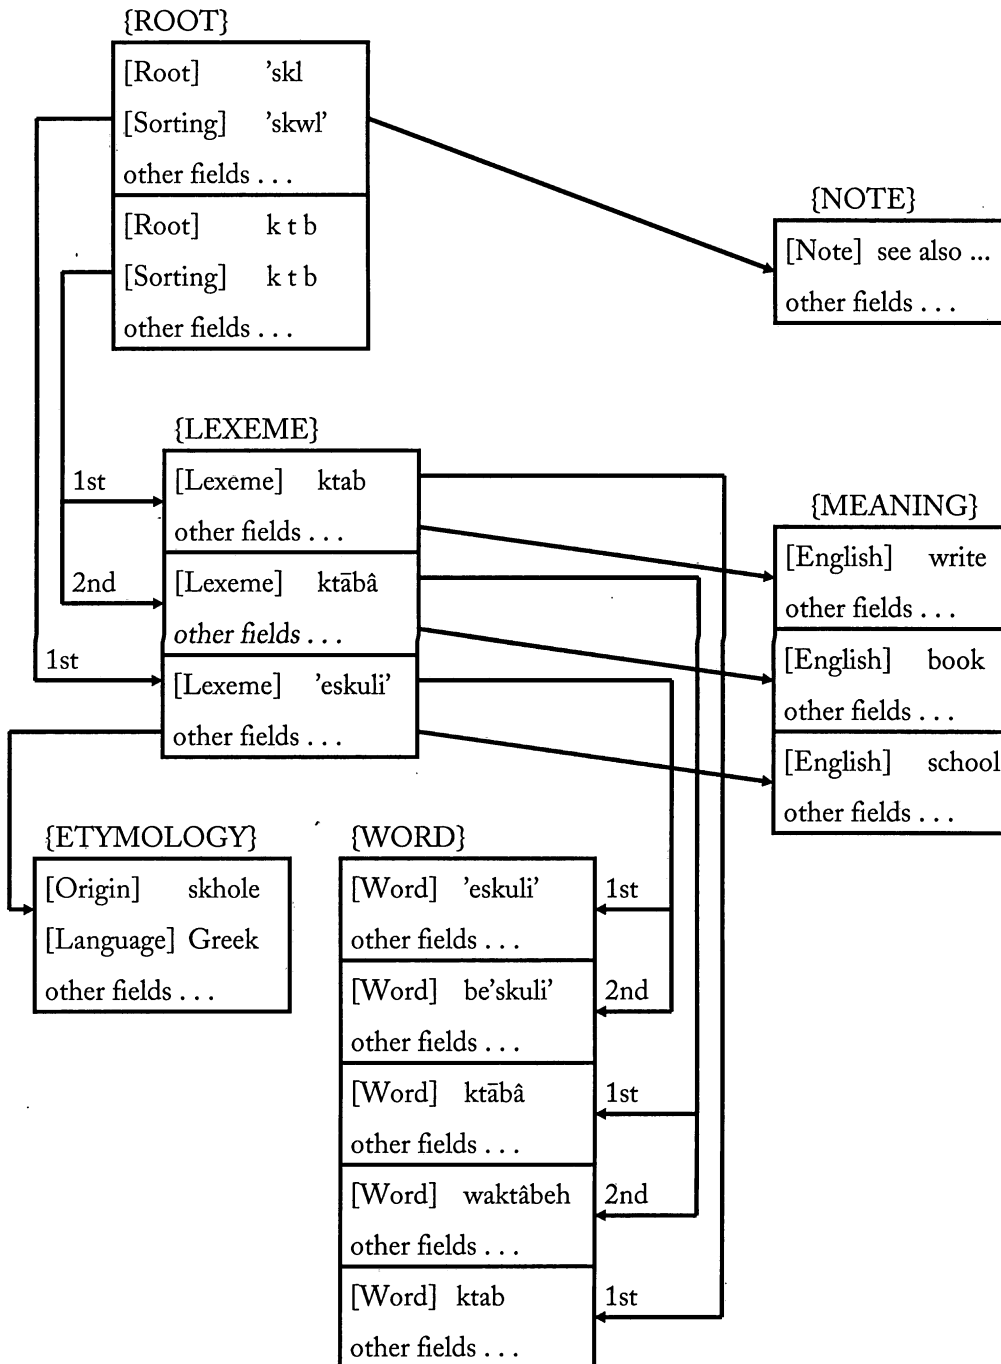 {ROOT}
[Root] 'skl
[Sorting] 'skwl'
other fields . . .
[Root] k t b
[Sorting] k t b
other fields . . .
{NOTE}
[Note] see also ...
other fields . . .
{LEXEME}
1st
[Lexeme] ktab
other fields . . .
2nd
[Lexeme] ktābâ
other fields . . .
1st
[Lexeme] 'eskuli'
other fields . . .
{MEANING}
[English] write
other fields . . .
[English] book
other fields . . .
[English] school
other fields . . .
{ETYMOLOGY}
[Origin] skhole
[Language] Greek
other fields . . .
{WORD}
[Word] 'eskuli' 1st
other fields . . .
[Word] be'skuli' 2nd
other fields . . .
[Word] ktābâ 1st
other fields . . .
[Word] waktâbeh 2nd
other fields . . .
[Word] ktab 1st
other fields . . .